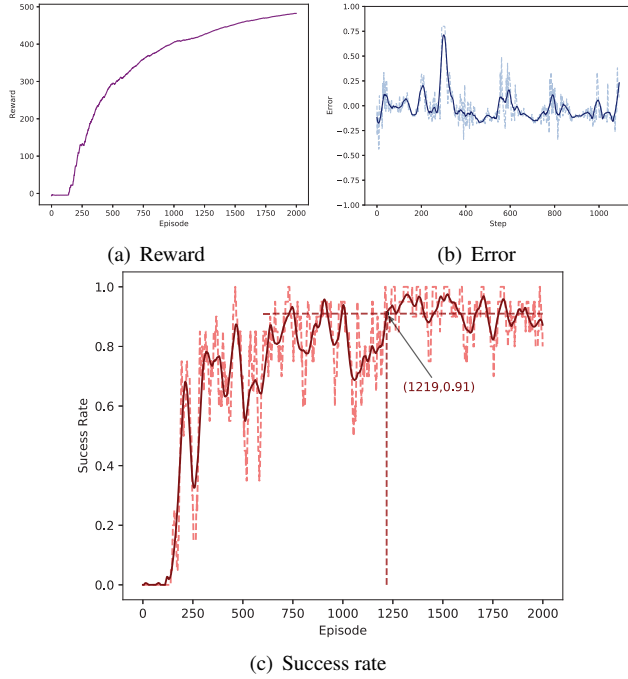 500
400
300
200
100
0
Reward
0 250 500 750 1000 1250 1500 1750 2000
Episode
(a) Reward
1.00
0.75
0.50
0.25
0.00
−0.25
−0.50
−0.75
−1.00
Error
0 200 400 600 800 1000
Step
(b) Error
1.0
0.8
0.6
0.4
0.2
0.0
Sucess Rate
(1219,0.91)
0 250 500 750 1000 1250 1500 1750 2000
Episode
(c) Success rate